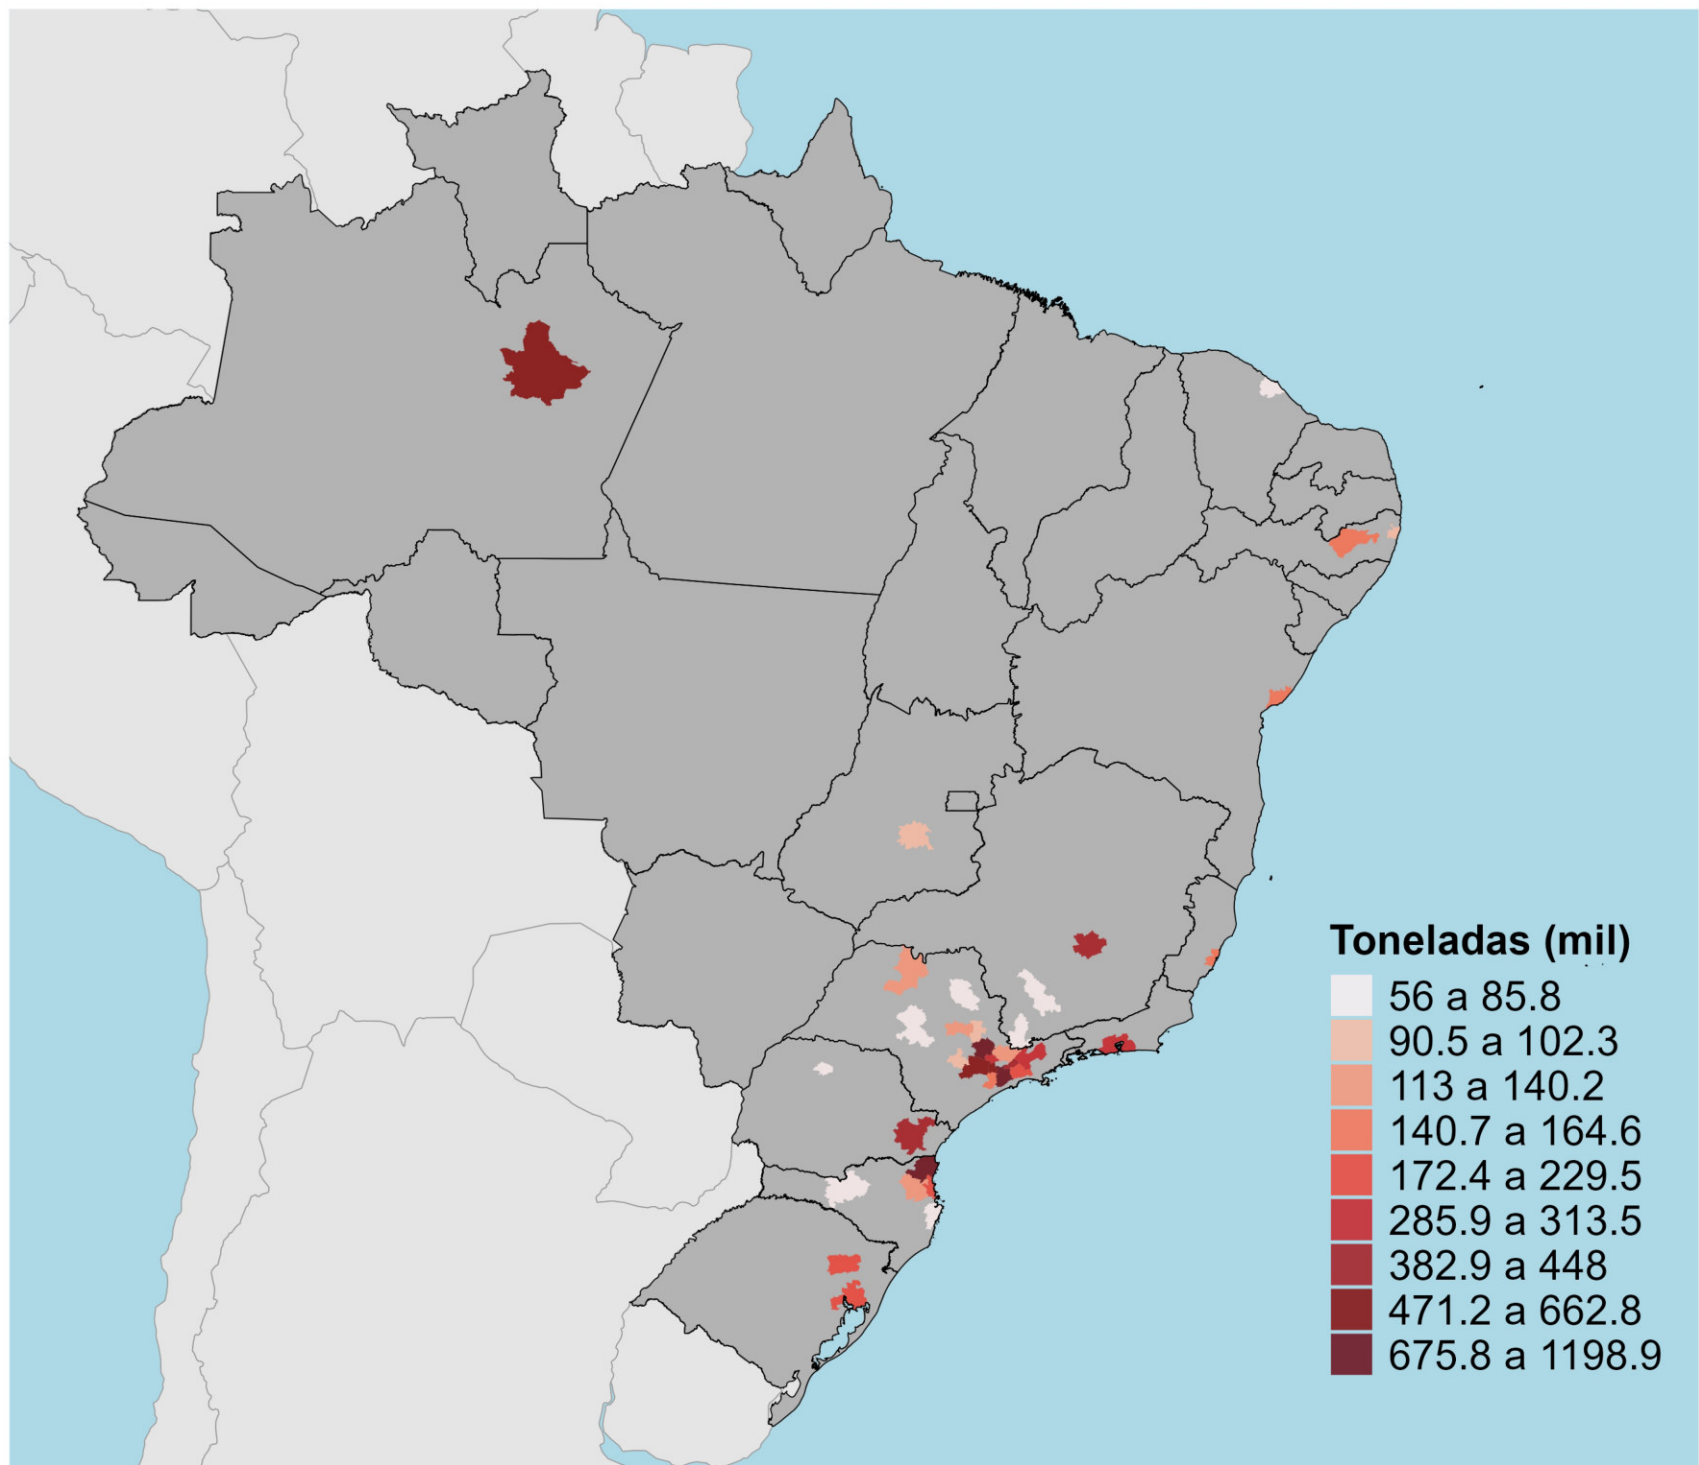 Toneladas (mil)
56 a 85.8
90.5 a 102.3
113 a 140.2
140.7 a 164.6
172.4 a 229.5
285.9 a 313.5
382.9 a 448
471.2 a 662.8
675.8 a 1198.9